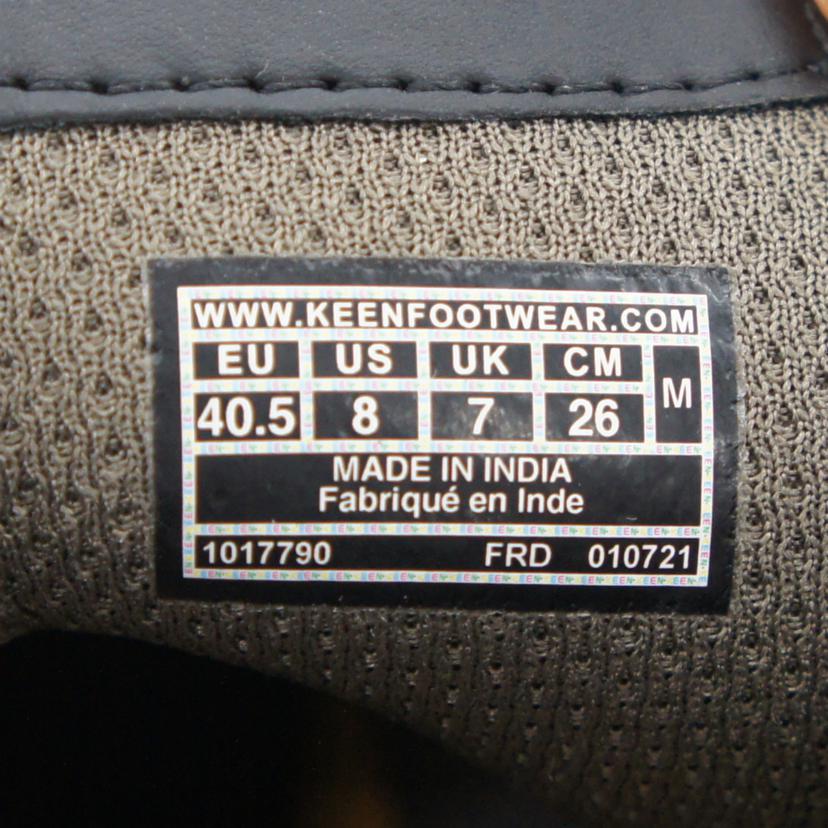 WWW.KEENFOOTWEAR.COM
EU US UK CM M
40.5 8 7 26
MADE IN INDIA
Fabriqué en Inde
1017790 FRD 010721